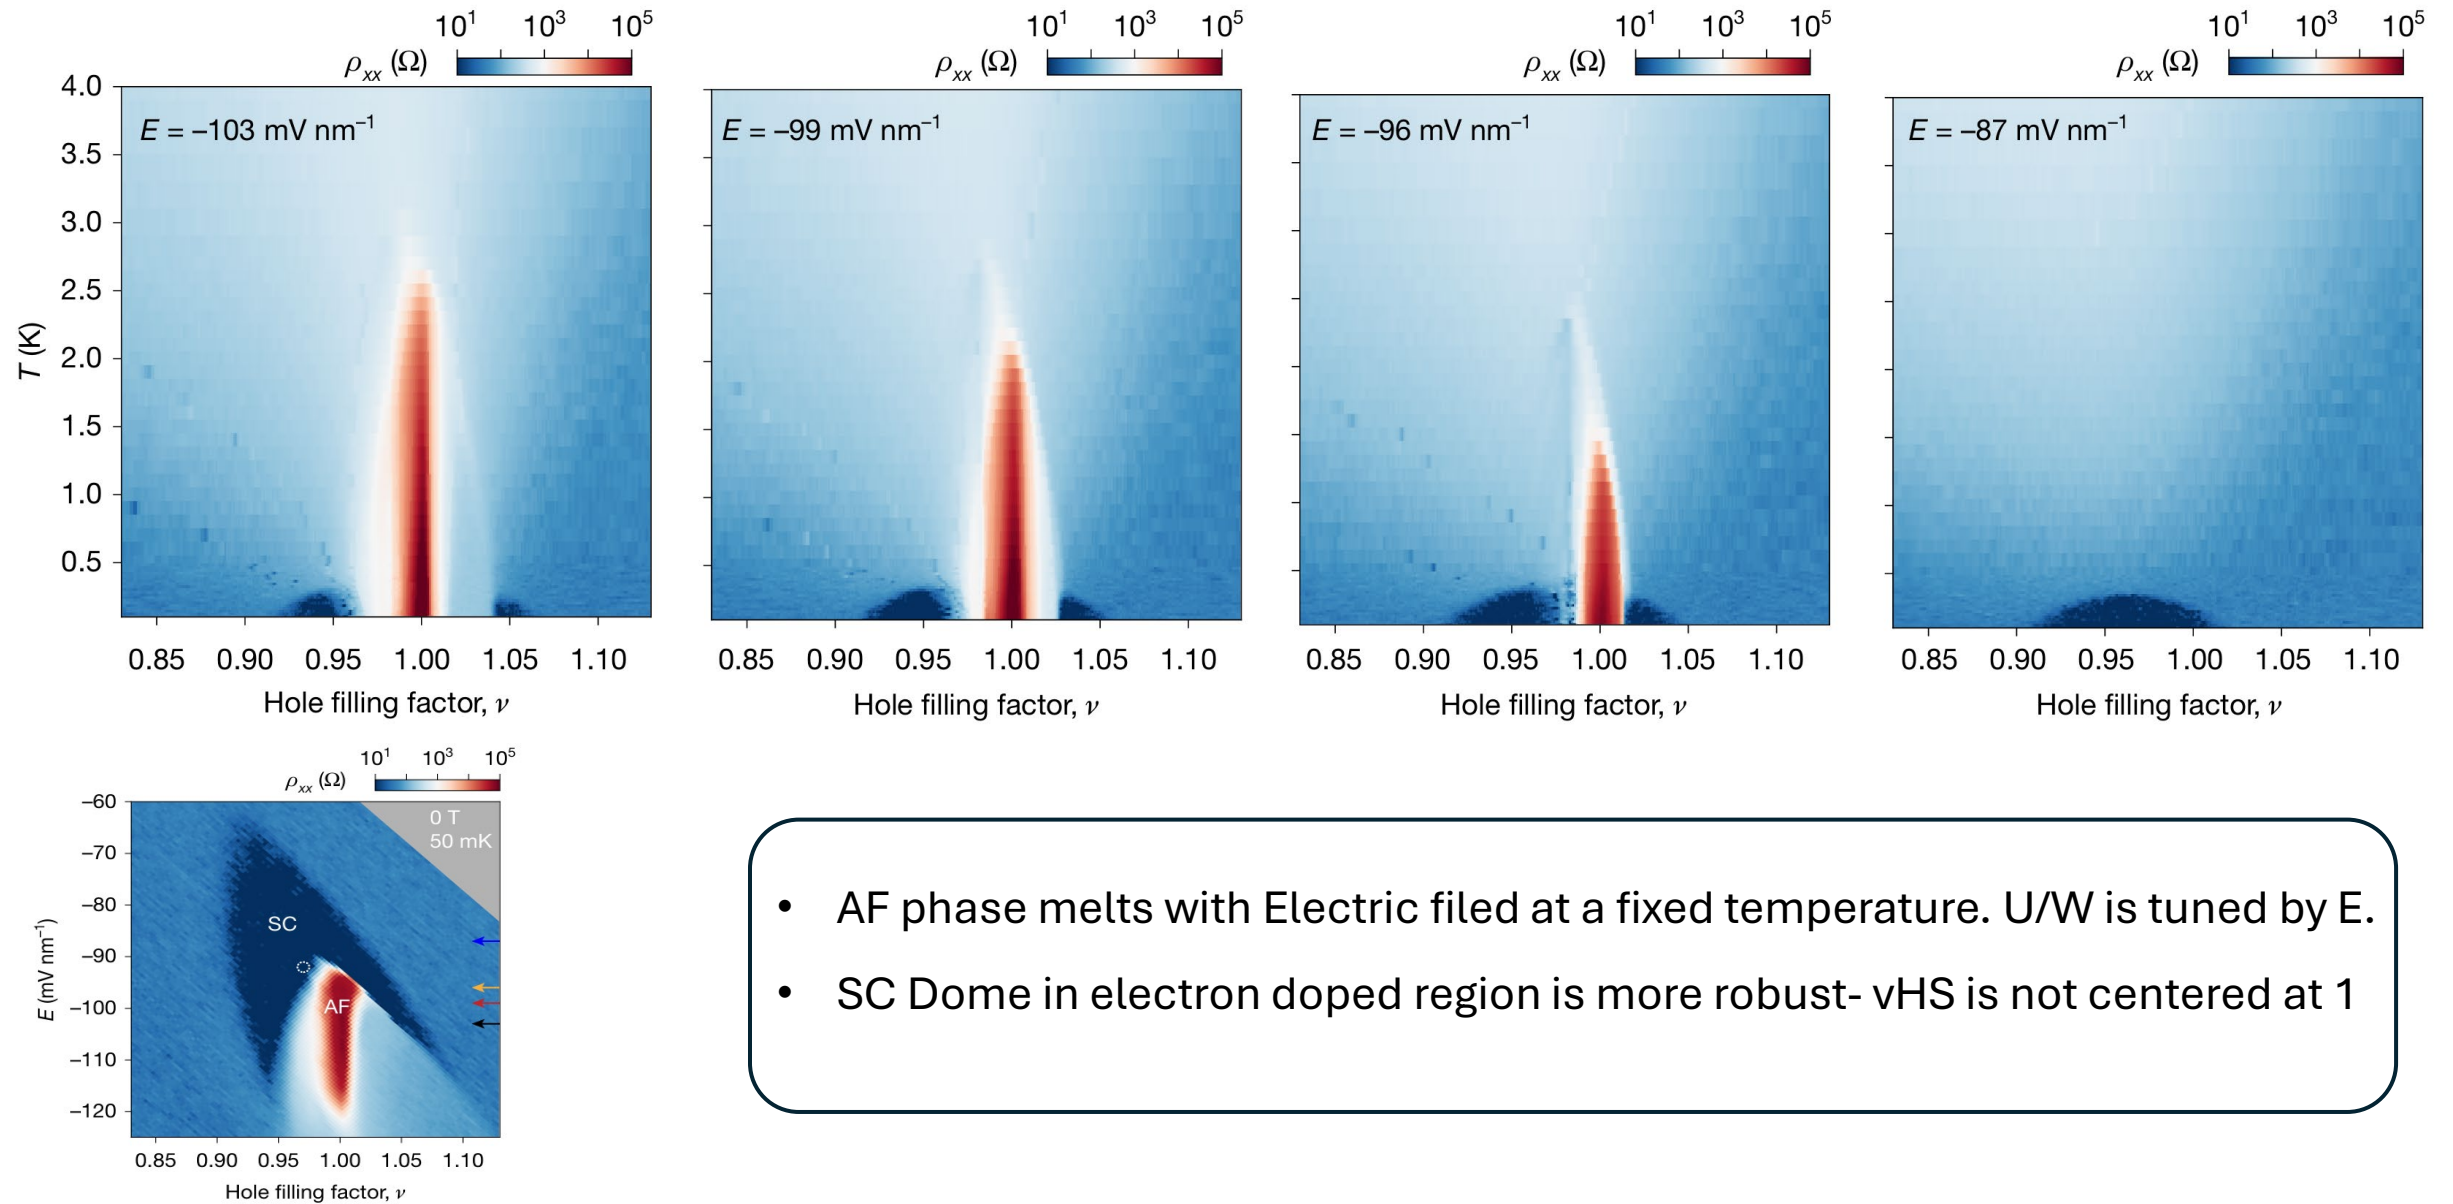 10¹ 10³ 10⁵ 10¹ 10³ 10⁵ 10¹ 10³ 10⁵ 10¹ 10³ 10⁵
ρxx (Ω) ρxx (Ω) ρxx (Ω) ρxx (Ω)
E = –103 mV nm⁻¹ E = –99 mV nm⁻¹ E = –96 mV nm⁻¹ E = –87 mV nm⁻¹
4.0
3.5
3.0
2.5
2.0
1.5
1.0
0.5
T (K)
0.85 0.90 0.95 1.00 1.05 1.10 0.85 0.90 0.95 1.00 1.05 1.10 0.85 0.90 0.95 1.00 1.05 1.10 0.85 0.90 0.95 1.00 1.05 1.10
Hole filling factor, ν Hole filling factor, ν Hole filling factor, ν Hole filling factor, ν
10¹ 10³ 10⁵
ρxx (Ω)
–60
–70
–80
–90
–100
–110
–120
E (mV nm⁻¹)
0 T
50 mK
SC
AF
0.85 0.90 0.95 1.00 1.05 1.10
Hole filling factor, ν
• AF phase melts with Electric filed at a fixed temperature. U/W is tuned by E.
• SC Dome in electron doped region is more robust- vHS is not centered at 1